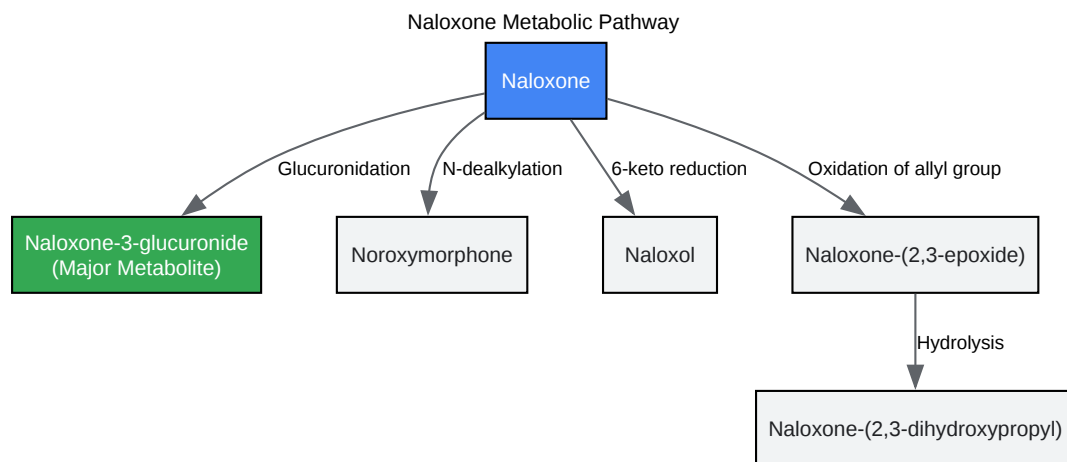 Naloxone Metabolic Pathway
Naloxone
Glucuronidation
N-dealkylation
6-keto reduction
Oxidation of allyl group
Naloxone-3-glucuronide
(Major Metabolite)
Noroxymorphone
Naloxol
Naloxone-(2,3-epoxide)
Hydrolysis
Naloxone-(2,3-dihydroxypropyl)